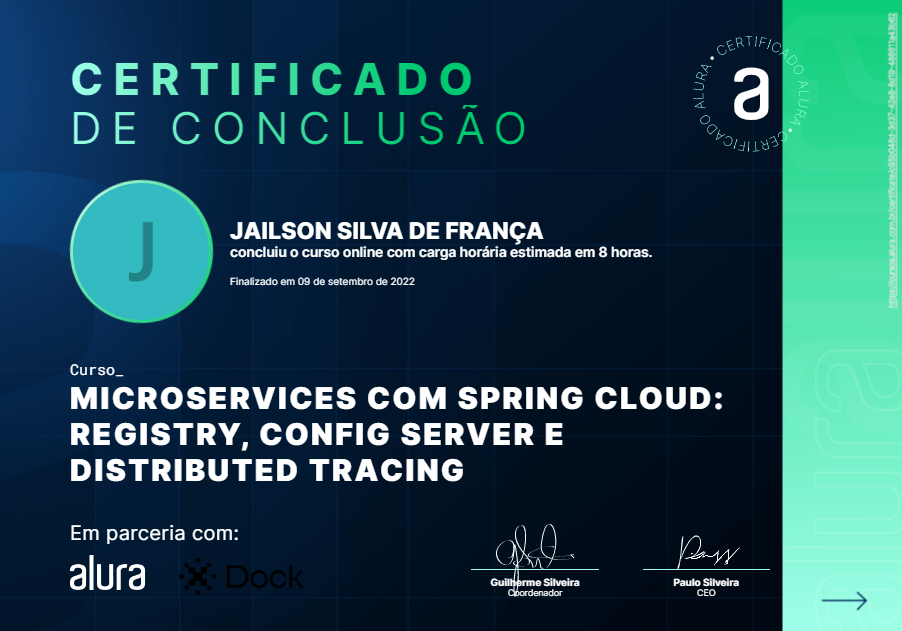 CERTIFICADO
DE CONCLUSÃO
CERTIFICADO ALURA • CERTIFICADO ALURA •
a
J
JAILSON SILVA DE FRANÇA
concluiu o curso online com carga horária estimada em 8 horas.
Finalizado em 09 de setembro de 2022
Curso_
MICROSERVICES COM SPRING CLOUD:
REGISTRY, CONFIG SERVER E
DISTRIBUTED TRACING
Em parceria com:
alura
Dock
Guilherme Silveira
Coordenador
Paulo Silveira
CEO
alura